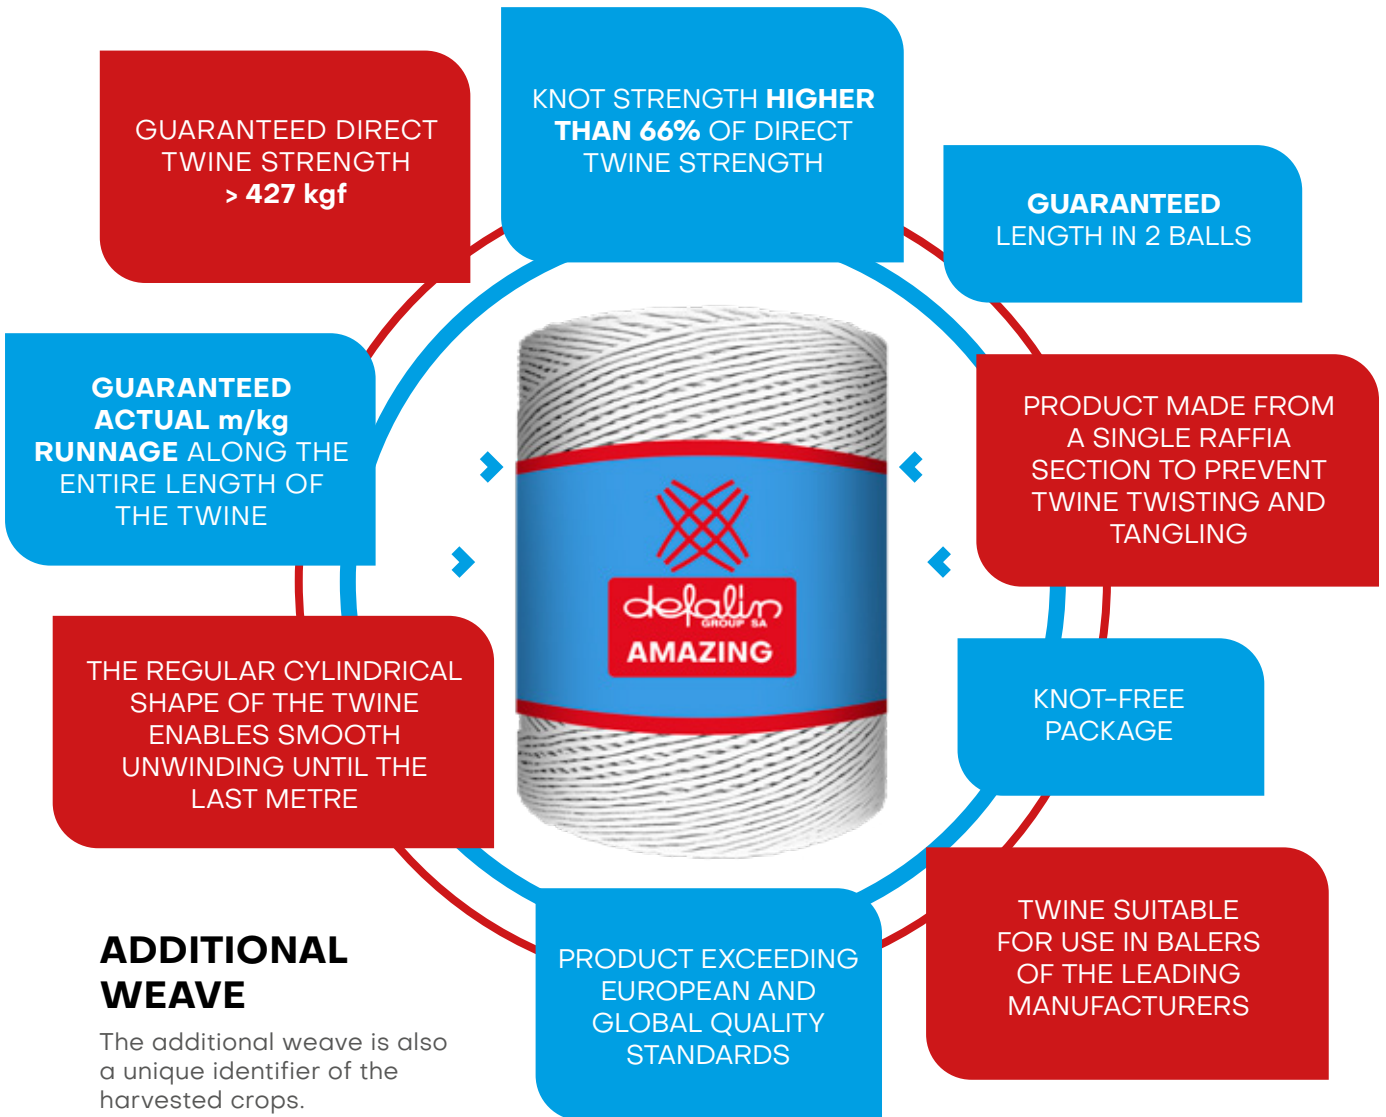 GUARANTEED DIRECT
TWINE STRENGTH
> 427 kgf
KNOT STRENGTH HIGHER
THAN 66% OF DIRECT
TWINE STRENGTH
GUARANTEED
LENGTH IN 2 BALLS
GUARANTEED
ACTUAL m/kg
RUNNAGE ALONG THE
ENTIRE LENGTH OF
THE TWINE
PRODUCT MADE FROM
A SINGLE RAFFIA
SECTION TO PREVENT
TWINE TWISTING AND
TANGLING
defalin
GROUP SA
AMAZING
THE REGULAR CYLINDRICAL
SHAPE OF THE TWINE
ENABLES SMOOTH
UNWINDING UNTIL THE
LAST METRE
KNOT-FREE
PACKAGE
TWINE SUITABLE
FOR USE IN BALERS
OF THE LEADING
MANUFACTURERS
PRODUCT EXCEEDING
EUROPEAN AND
GLOBAL QUALITY
STANDARDS
ADDITIONAL
WEAVE
The additional weave is also
a unique identifier of the
harvested crops.